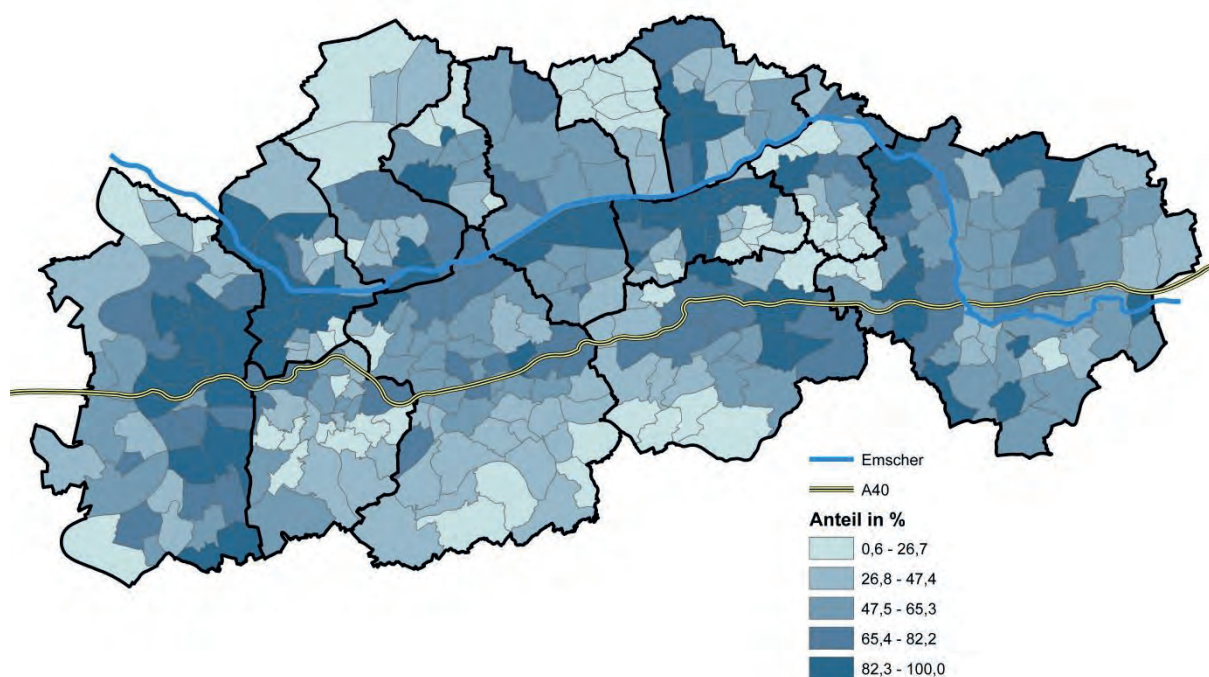 Emscher
A40
Anteil in %
0,6 - 26,7
26,8 - 47,4
47,5 - 65,3
65,4 - 82,2
82,3 - 100,0